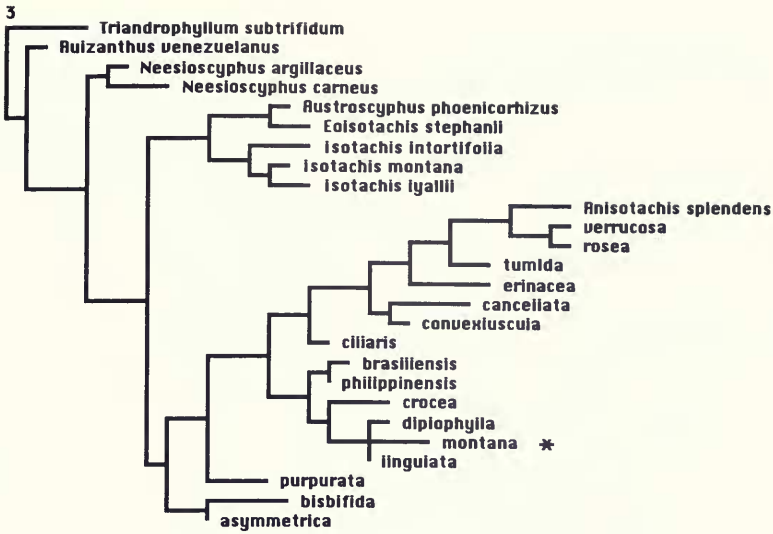 3
Triandrophyllum subtrifidum
Ruizanthus venezuelanus
Neesioscyphus argillaceus
Neesioscyphus carneus
Austroscyphus phoenicorhizus
Eoisotachis stephanii
Isotachis intortifolia
Isotachis montana
Isotachis lyallii
Anisotachis splendens
verrucosa
rosea
tumida
erinacea
cancellata
convexiuscula
ciliaris
brasiliensis
philippinensis
crocea
diplophylla
montana *
linguiata
purpurata
bisbifida
asymmetrica